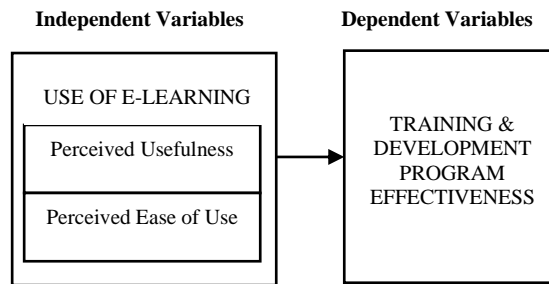 Independent Variables
Dependent Variables
USE OF E-LEARNING
Perceived Usefulness
Perceived Ease of Use
TRAINING &
DEVELOPMENT
PROGRAM
EFFECTIVENESS